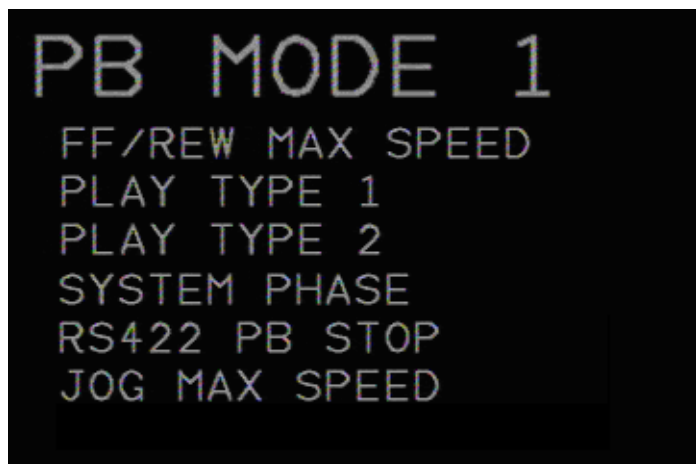 PB MODE 1
FF/REW MAX SPEED
PLAY TYPE 1
PLAY TYPE 2
SYSTEM PHASE
RS422 PB STOP
JOG MAX SPEED